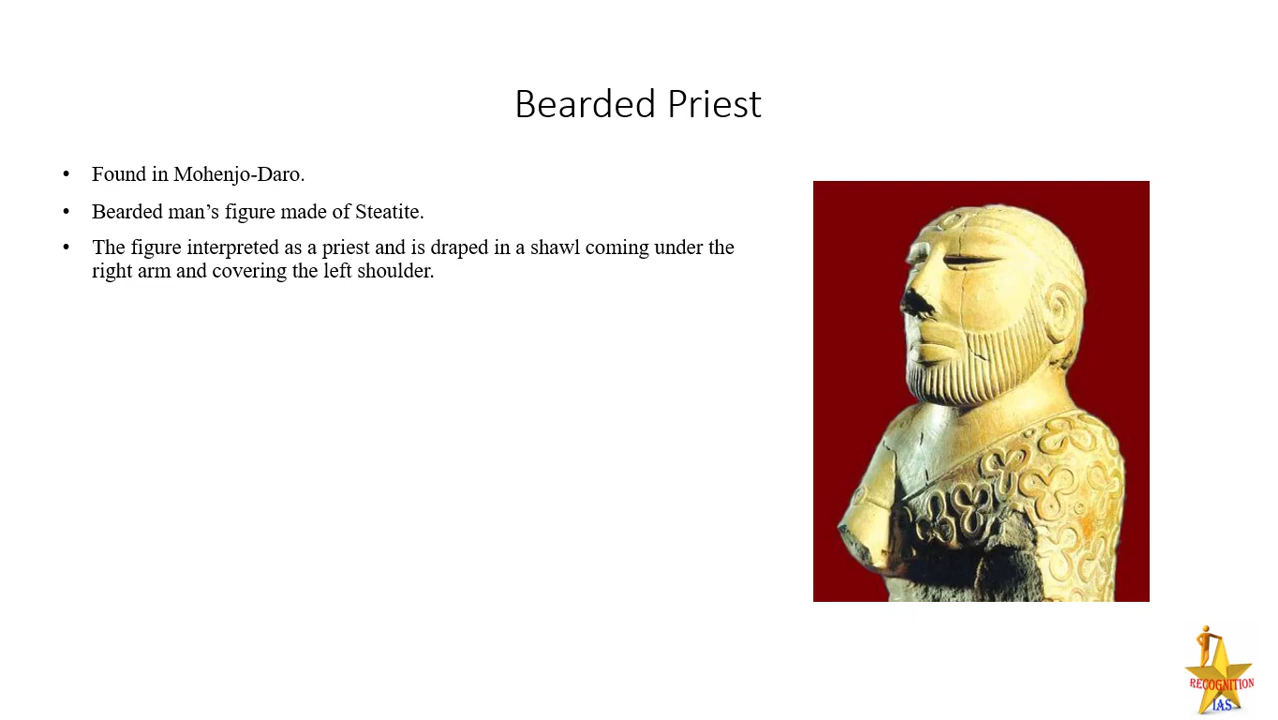 Bearded Priest
• Found in Mohenjo-Daro.
• Bearded man’s figure made of Steatite.
• The figure interpreted as a priest and is draped in a shawl coming under the
right arm and covering the left shoulder.
RECOGNITION
IAS